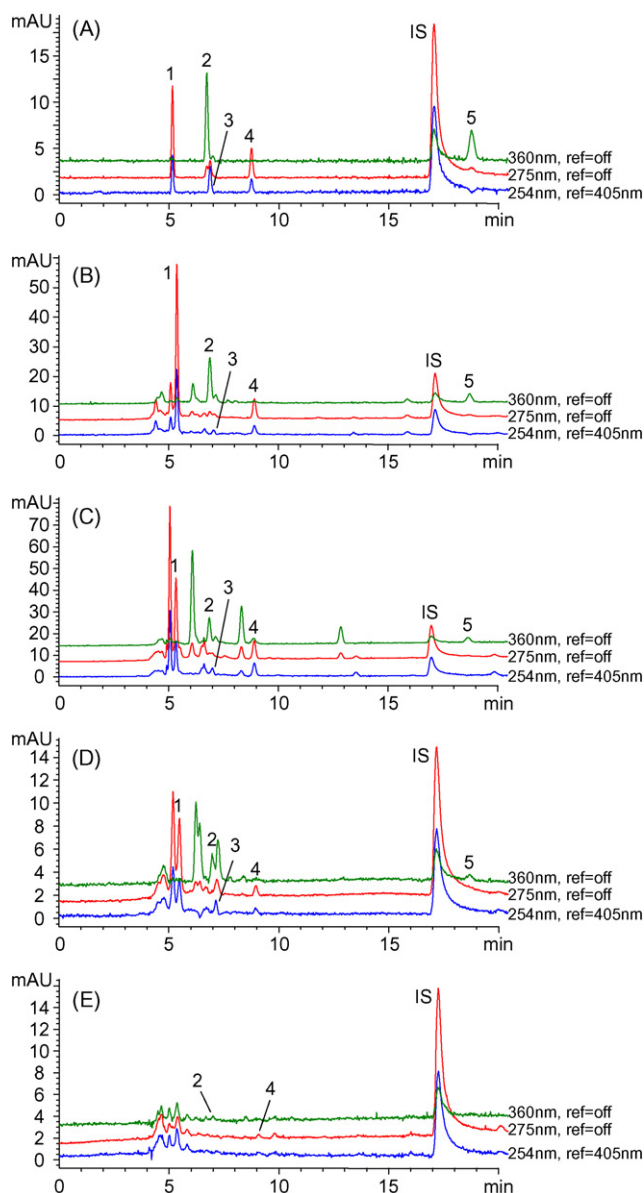 mAU (A) IS
15 2
1
10 3
4 5
5 360nm, ref=off
275nm, ref=off
0 254nm, ref=405nm
0 5 10 15 min
mAU (B)
1
50
40
30 2 3 IS
20 4 5
10 360nm, ref=off
275nm, ref=off
0 254nm, ref=405nm
0 5 10 15 min
mAU (C)
70
60 1
50
40 3
30 2 4 IS 5
20 360nm, ref=off
10 275nm, ref=off
0 254nm, ref=405nm
0 5 10 15 min
mAU (D) IS
14
12
10 1
8 2 3
6 4 5
4 360nm, ref=off
2 275nm, ref=off
0 254nm, ref=405nm
0 5 10 15 min
mAU (E) IS
14
12
10
8
6 2 4
4 360nm, ref=off
2 275nm, ref=off
0 254nm, ref=405nm
0 5 10 15 min